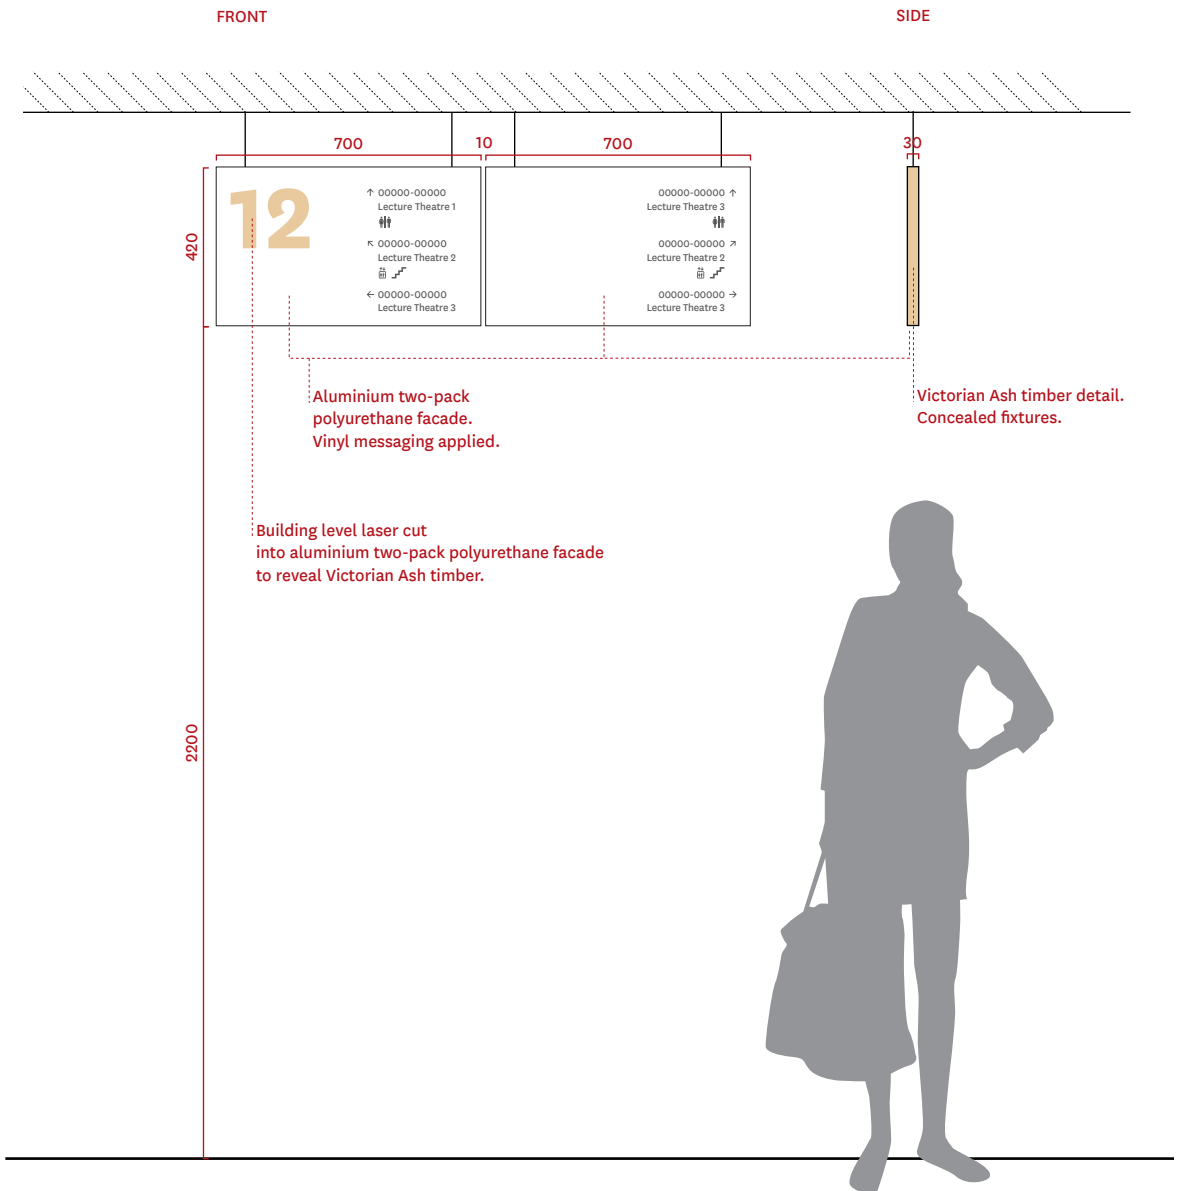 FRONT
SIDE
700
10
700
30
420
12
↑ 00000-00000
Lecture Theatre 1
↖ 00000-00000
Lecture Theatre 2
← 00000-00000
Lecture Theatre 3
00000-00000 ↑
Lecture Theatre 3
00000-00000 ↗
Lecture Theatre 2
00000-00000 →
Lecture Theatre 3
Aluminium two-pack
polyurethane facade.
Vinyl messaging applied.
Victorian Ash timber detail.
Concealed fixtures.
Building level laser cut
into aluminium two-pack polyurethane facade
to reveal Victorian Ash timber.
2200